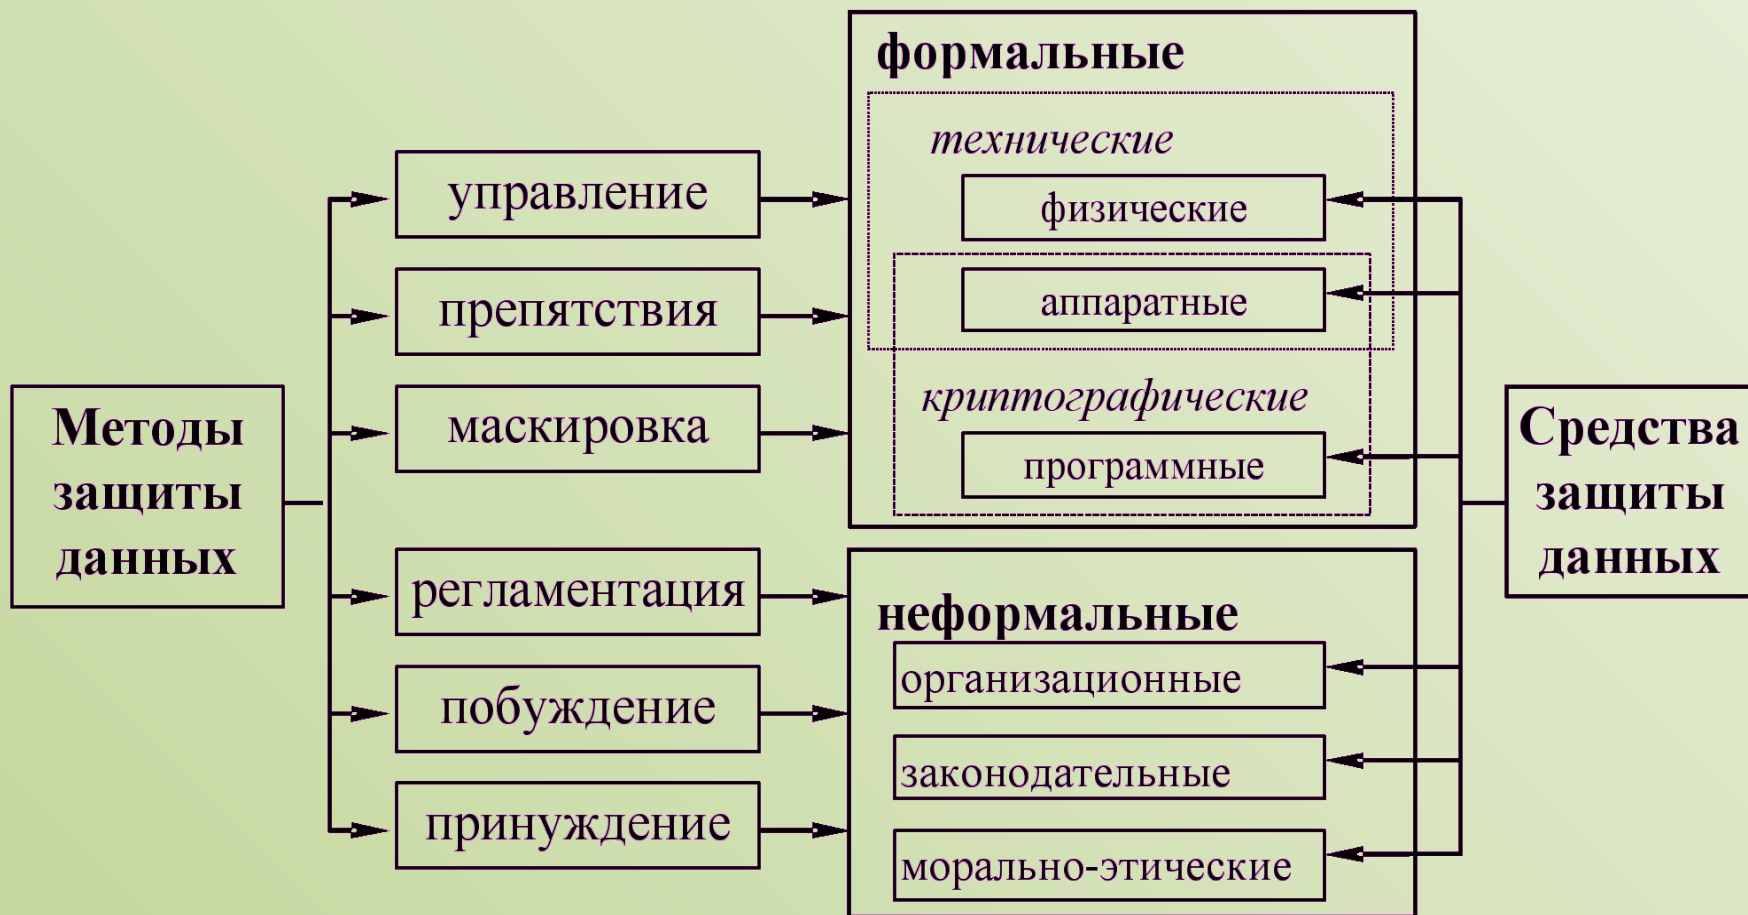 Методы
защиты
данных
управление
препятствия
маскировка
регламентация
побуждение
принуждение
формальные
технические
физические
аппаратные
криптографические
программные
неформальные
организационные
законодательные
морально-этические
Средства
защиты
данных